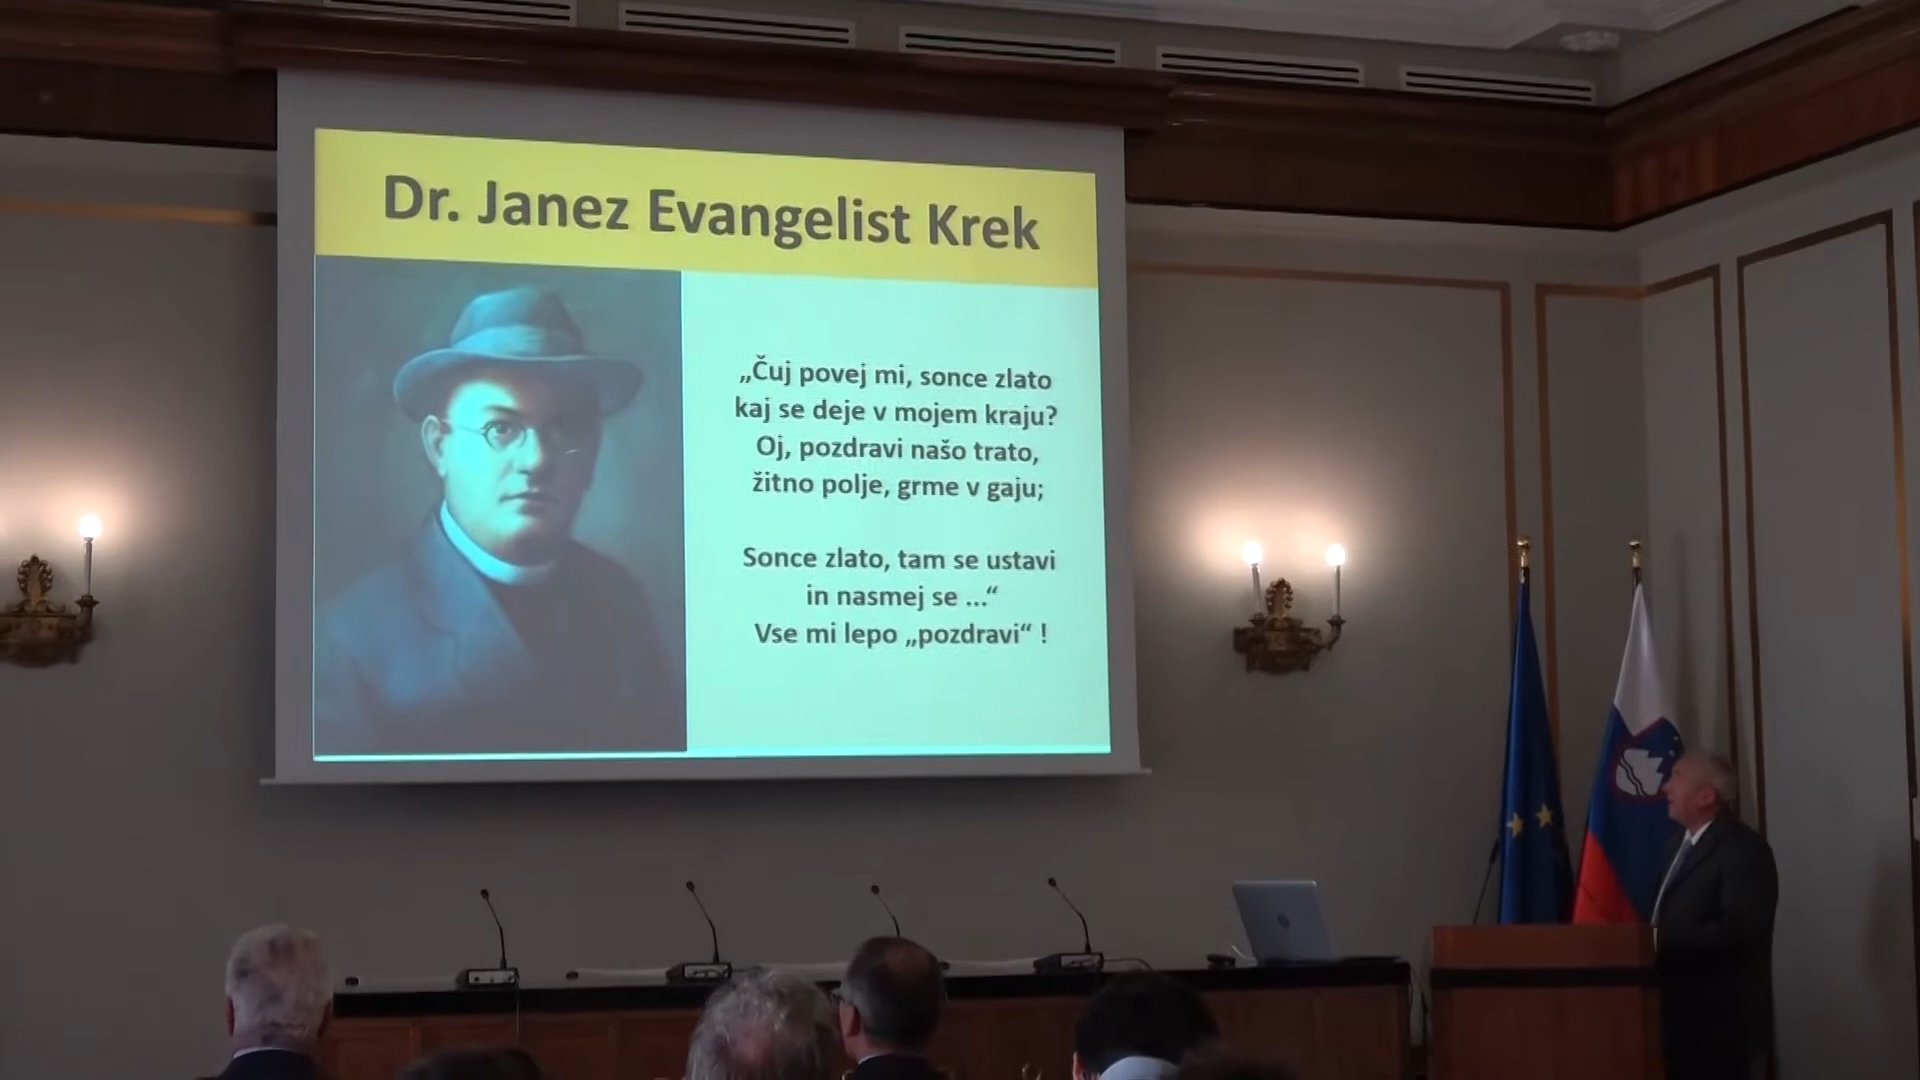 Dr. Janez Evangelist Krek
„Čuj povej mi, sonce zlato
kaj se deje v mojem kraju?
Oj, pozdravi našo trato,
žitno polje, grme v gaju;
Sonce zlato, tam se ustavi
in nasmej se ...“
Vse mi lepo „pozdravi“ !